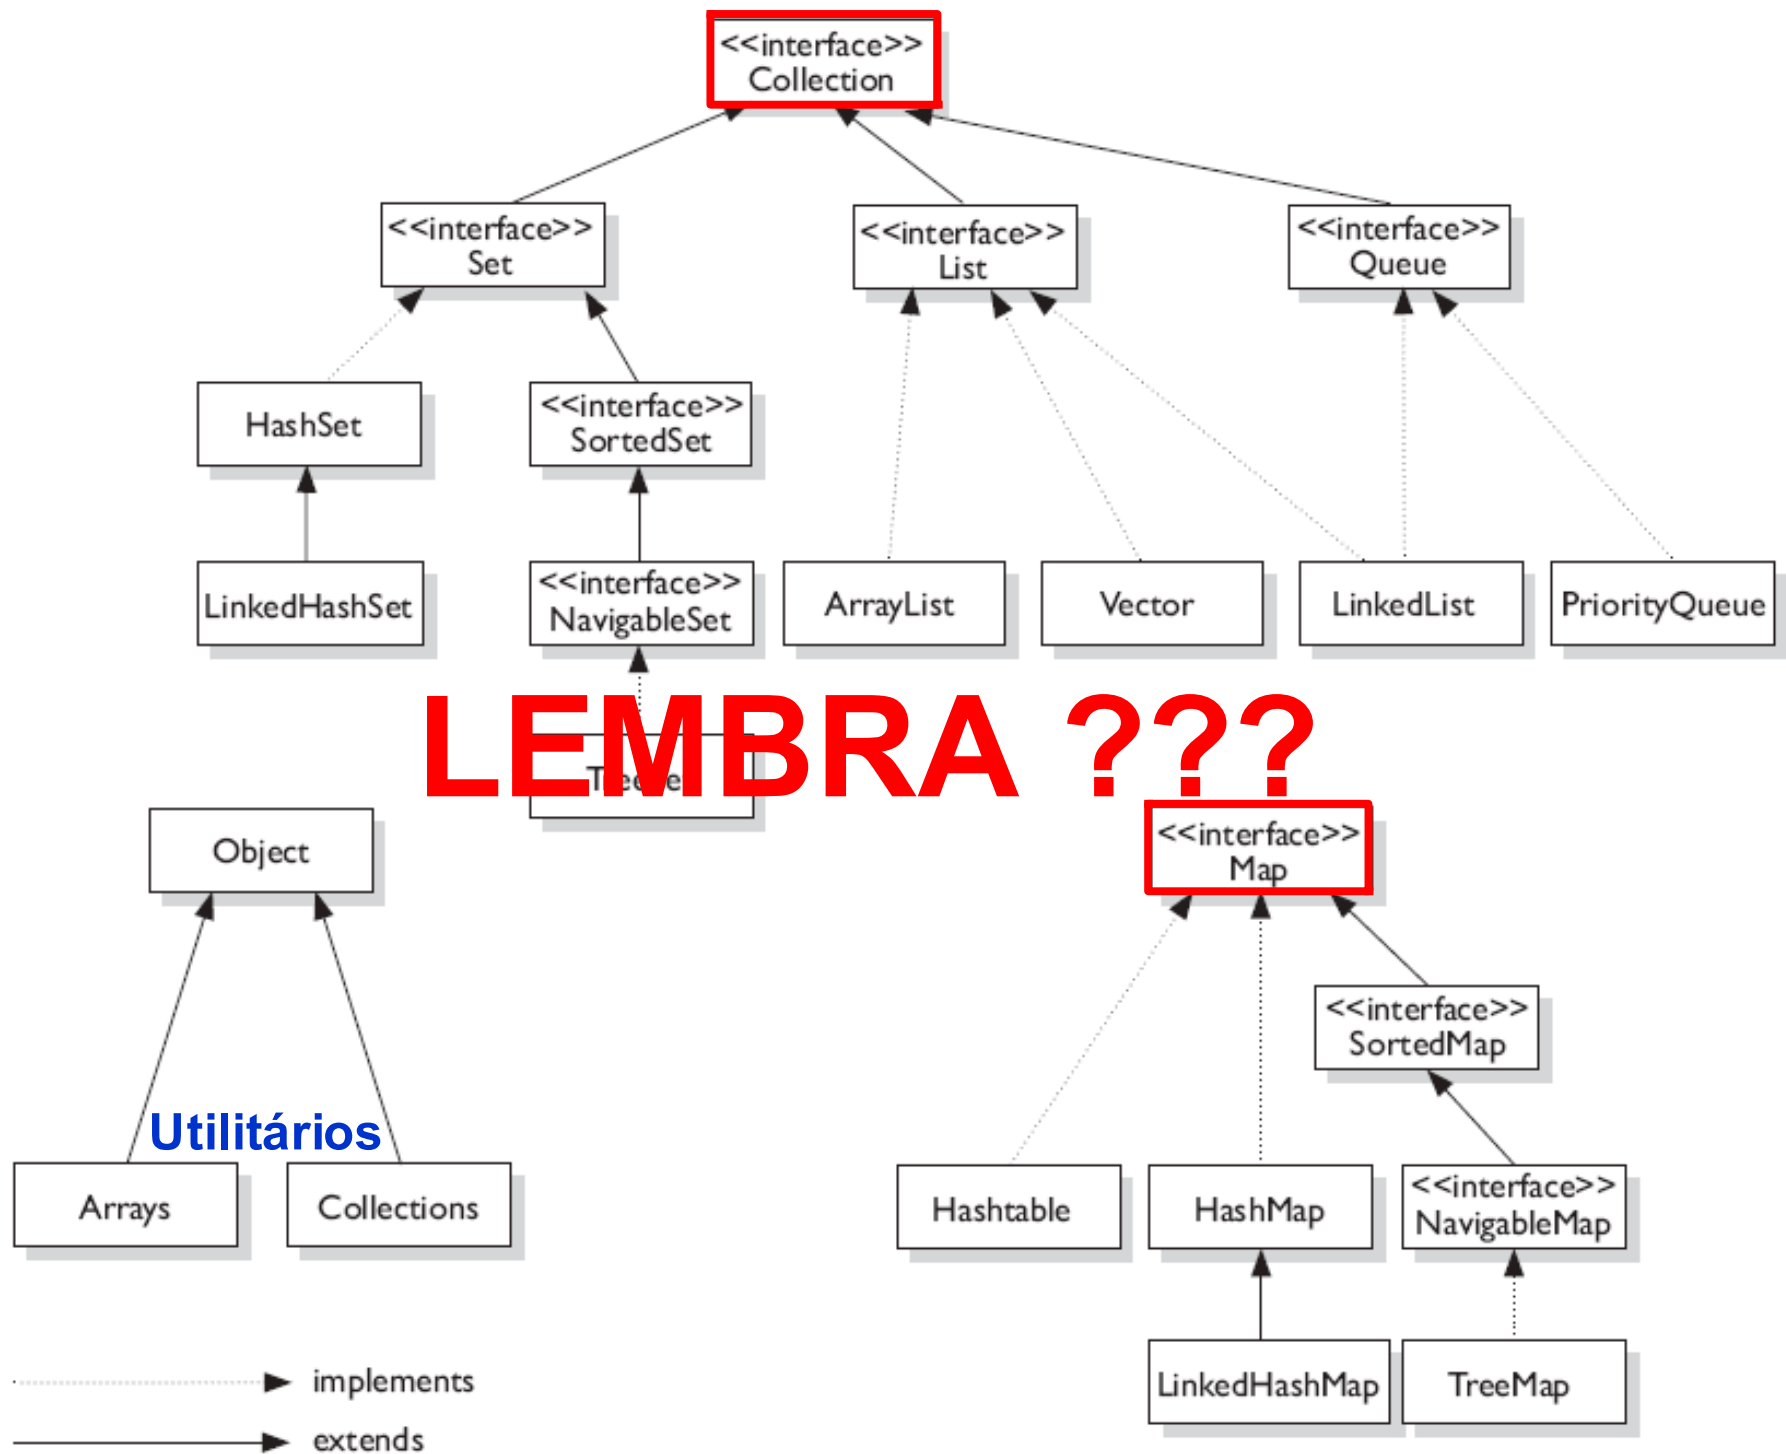 <<interface>>
Collection
<<interface>>
Set
<<interface>>
List
<<interface>>
Queue
HashSet
<<interface>>
SortedSet
LinkedHashSet
<<interface>>
NavigableSet
ArrayList
Vector
LinkedList
PriorityQueue
LEMBRA ???
Object
<<interface>>
Map
<<interface>>
SortedMap
Utilitários
Arrays
Collections
Hashtable
HashMap
<<interface>>
NavigableMap
LinkedHashMap
TreeMap
implements
extends